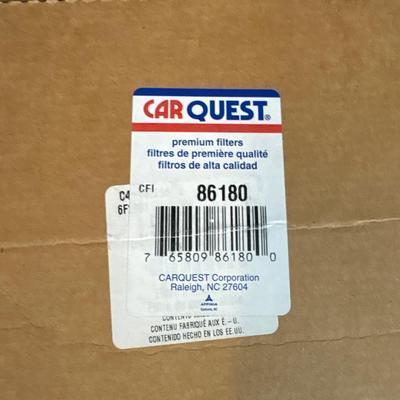 CARQUEST®
premium filters
filtres de première qualité
filtros de alta calidad
CFI 86180
C4
6F
7 65809 86180 0
CARQUEST Corporation
Raleigh, NC 27604
AFFINIA
CONTENU FABRIQUÉ AUX É.-U.
CONTENIDO HECHO EN LOS EE.UU.